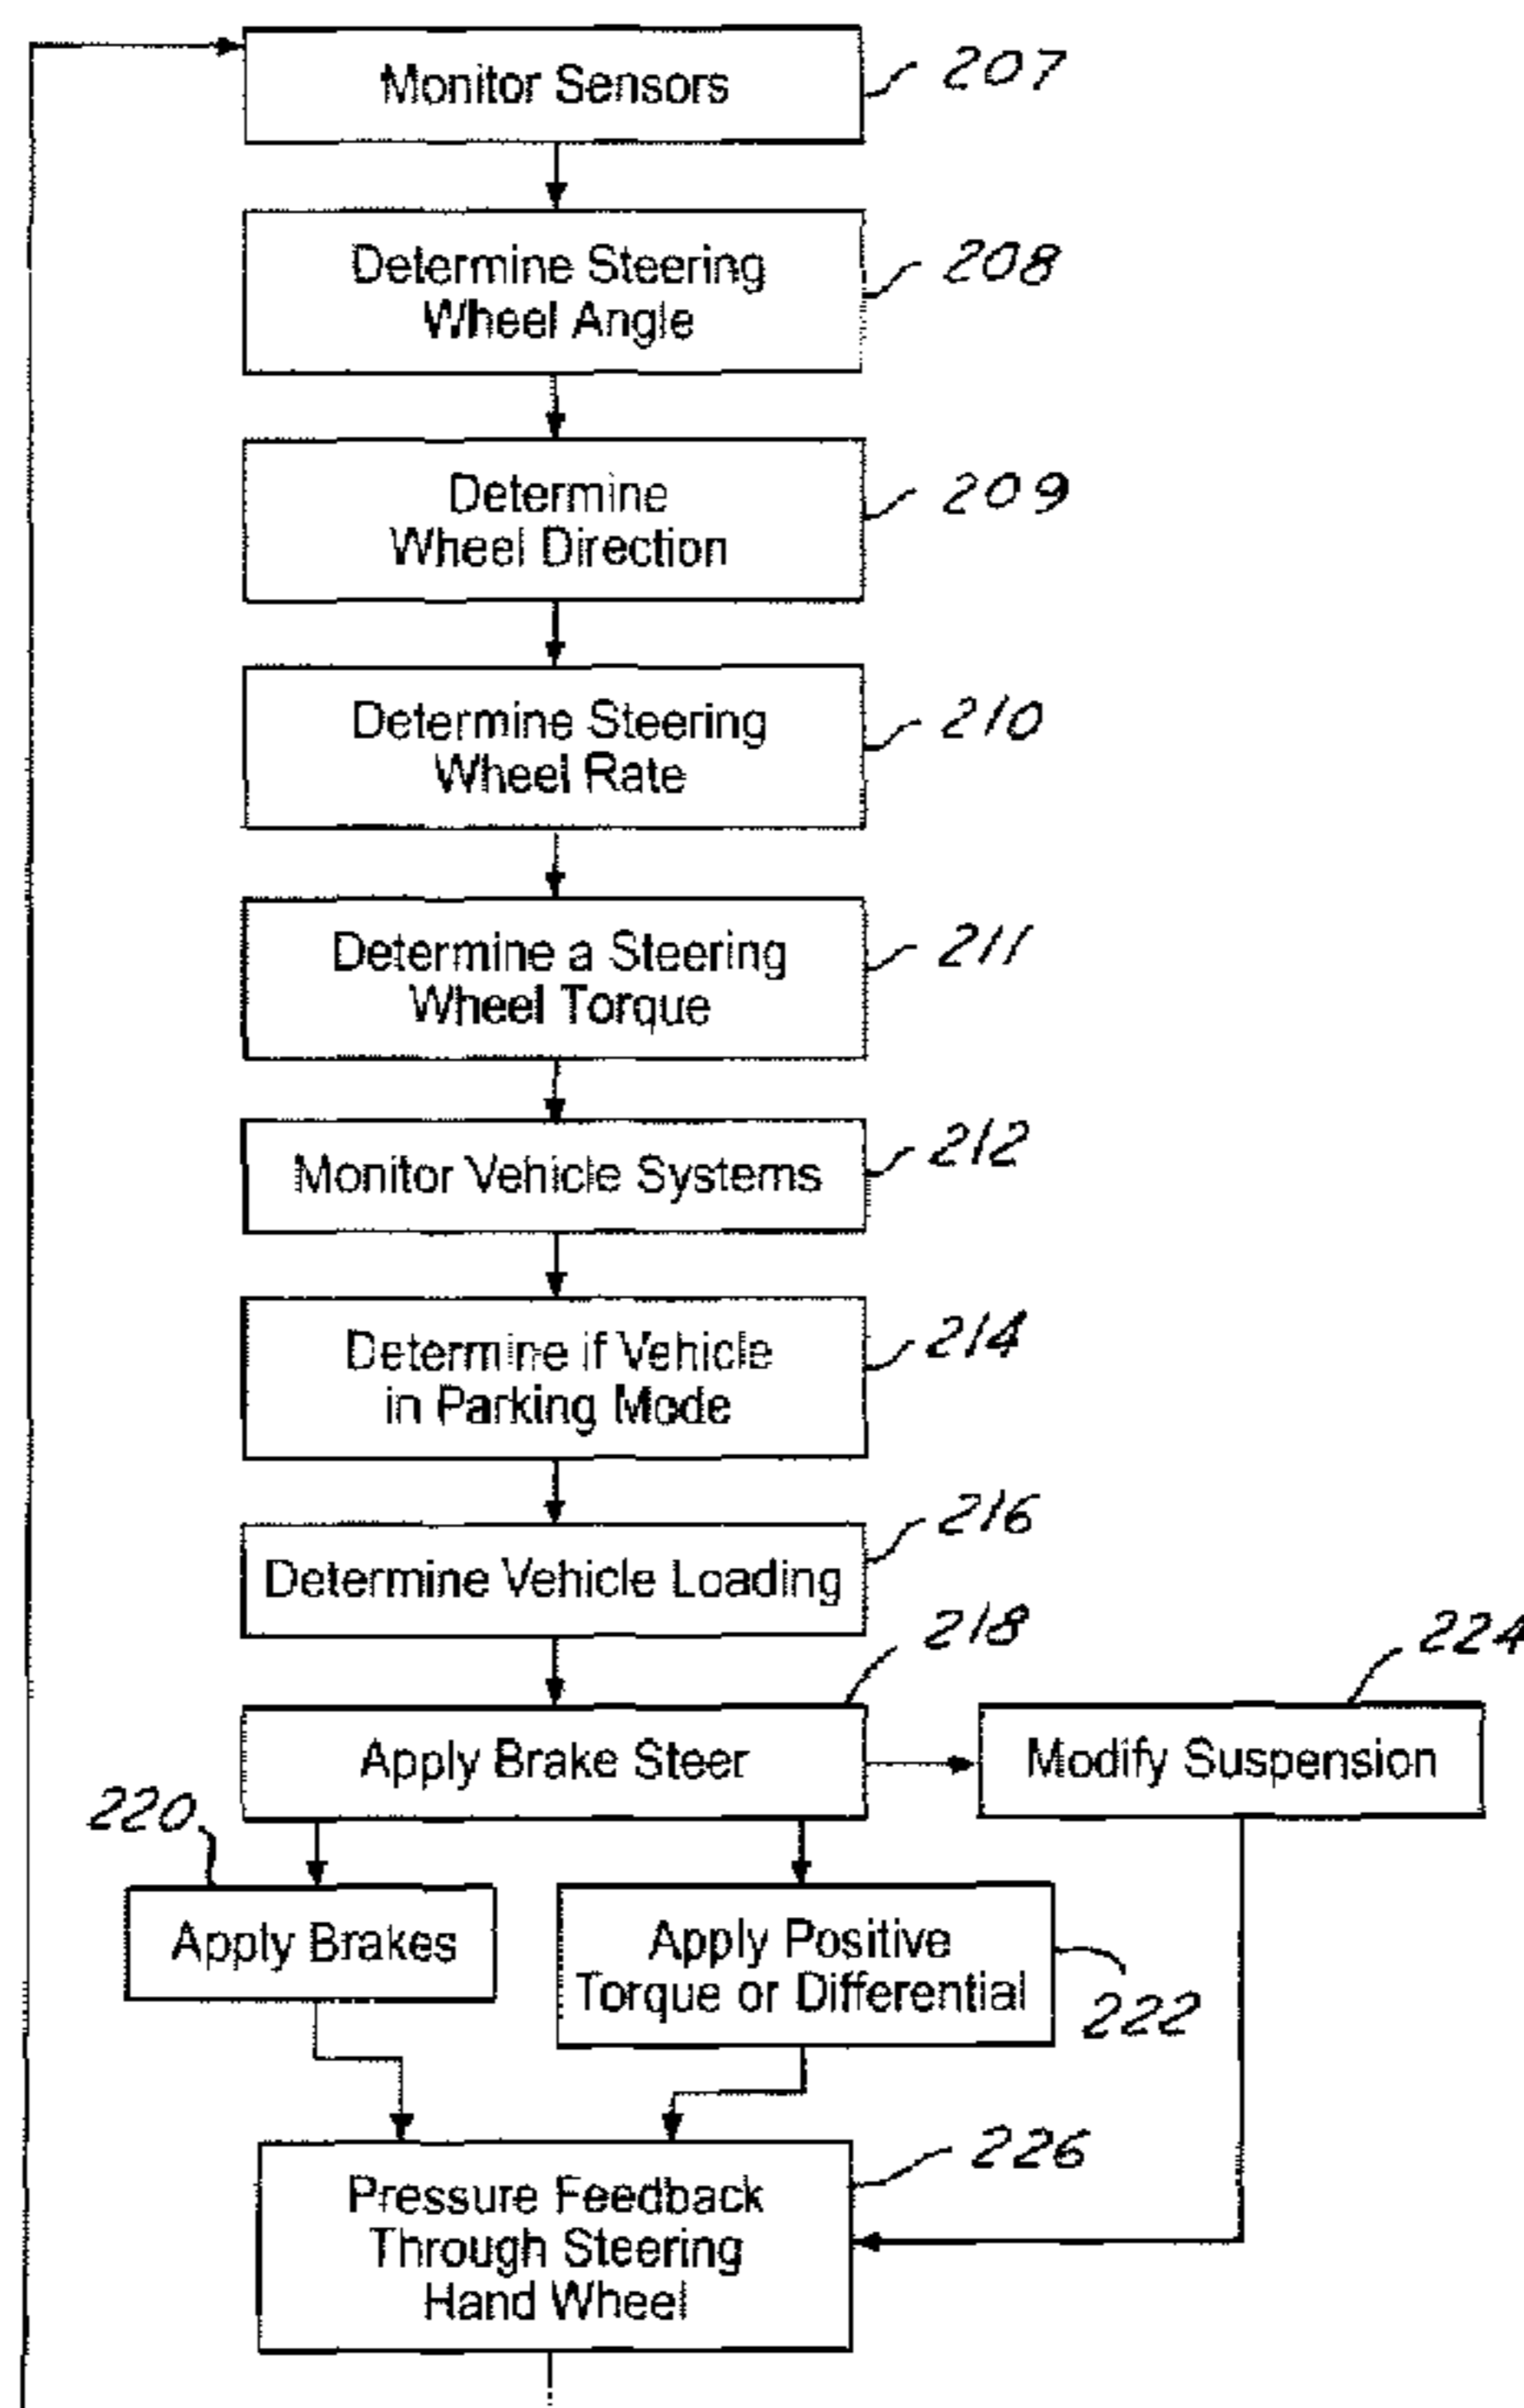 Monitor Sensors
207
Determine Steering
Wheel Angle
208
Determine
Wheel Direction
209
Determine Steering
Wheel Rate
210
Determine a Steering
Wheel Torque
211
Monitor Vehicle Systems
212
Determine if Vehicle
in Parking Mode
214
Determine Vehicle Loading
216
218
224
Apply Brake Steer
Modify Suspension
220
Apply Brakes
Apply Positive
Torque or Differential
222
226
Pressure Feedback
Through Steering
Hand Wheel